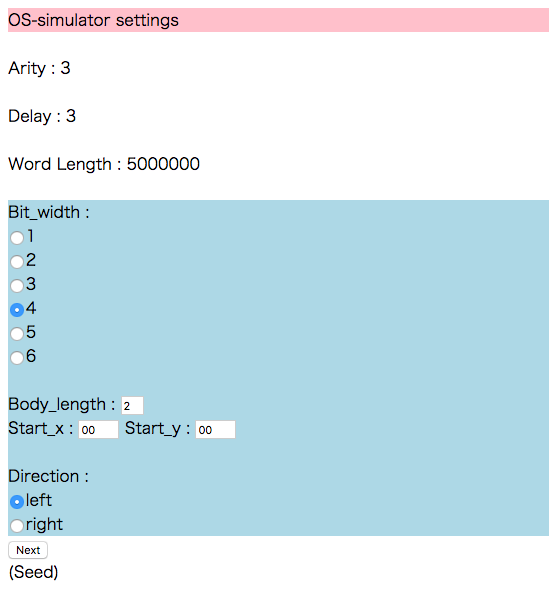 OS-simulator settings
Arity : 3
Delay : 3
Word Length : 5000000
Bit_width :
1
2
3
4
5
6
Body_length : 2
Start_x : 00 Start_y : 00
Direction :
left
right
Next
(Seed)